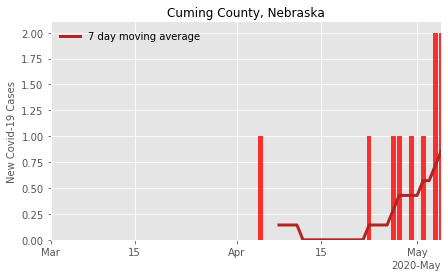 Cuming County, Nebraska
7 day moving average
New Covid-19 Cases
2.00
1.75
1.50
1.25
1.00
0.75
0.50
0.25
0.00
Mar
15
Apr
15
May
2020-May